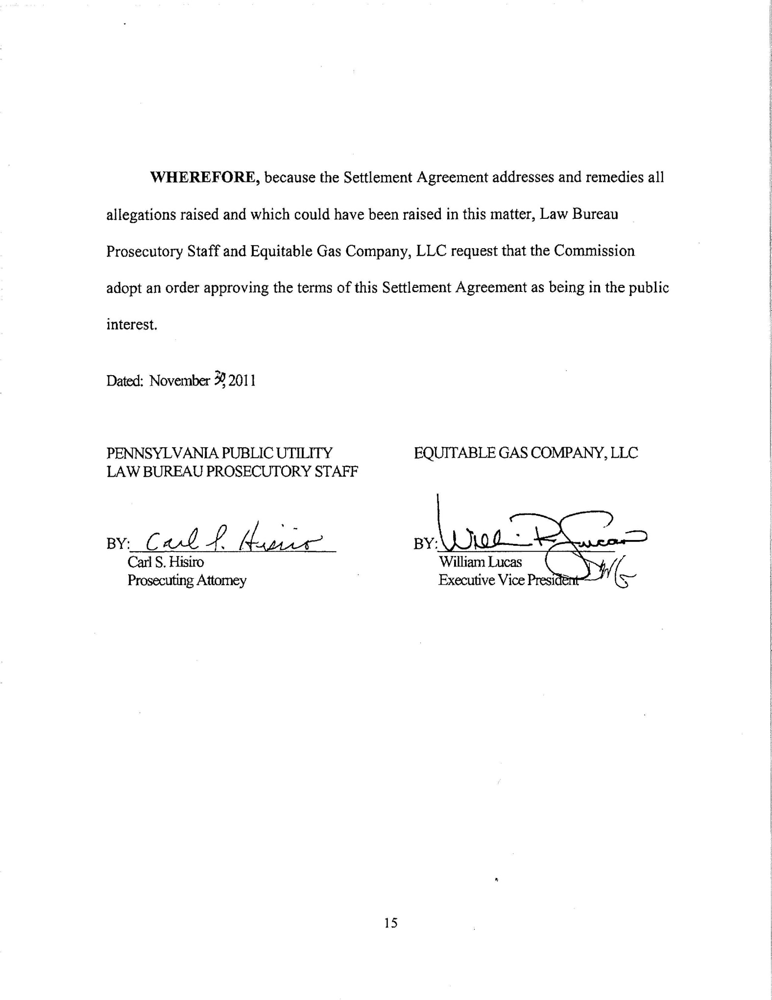 WHEREFORE, because the Settlement Agreement addresses and remedies all
allegations raised and which could have been raised in this matter, Law Bureau
Prosecutory Staff and Equitable Gas Company, LLC request that the Commission
adopt an order approving the terms of this Settlement Agreement as being in the public
interest.
Dated: November 30, 2011
PENNSYLVANIA PUBLIC UTILITY
LAW BUREAU PROSECUTORY STAFF
BY: Carl S. Hisiro
Carl S. Hisiro
Prosecuting Attorney
EQUITABLE GAS COMPANY, LLC
BY: Lucas
William Lucas
Executive Vice President
15